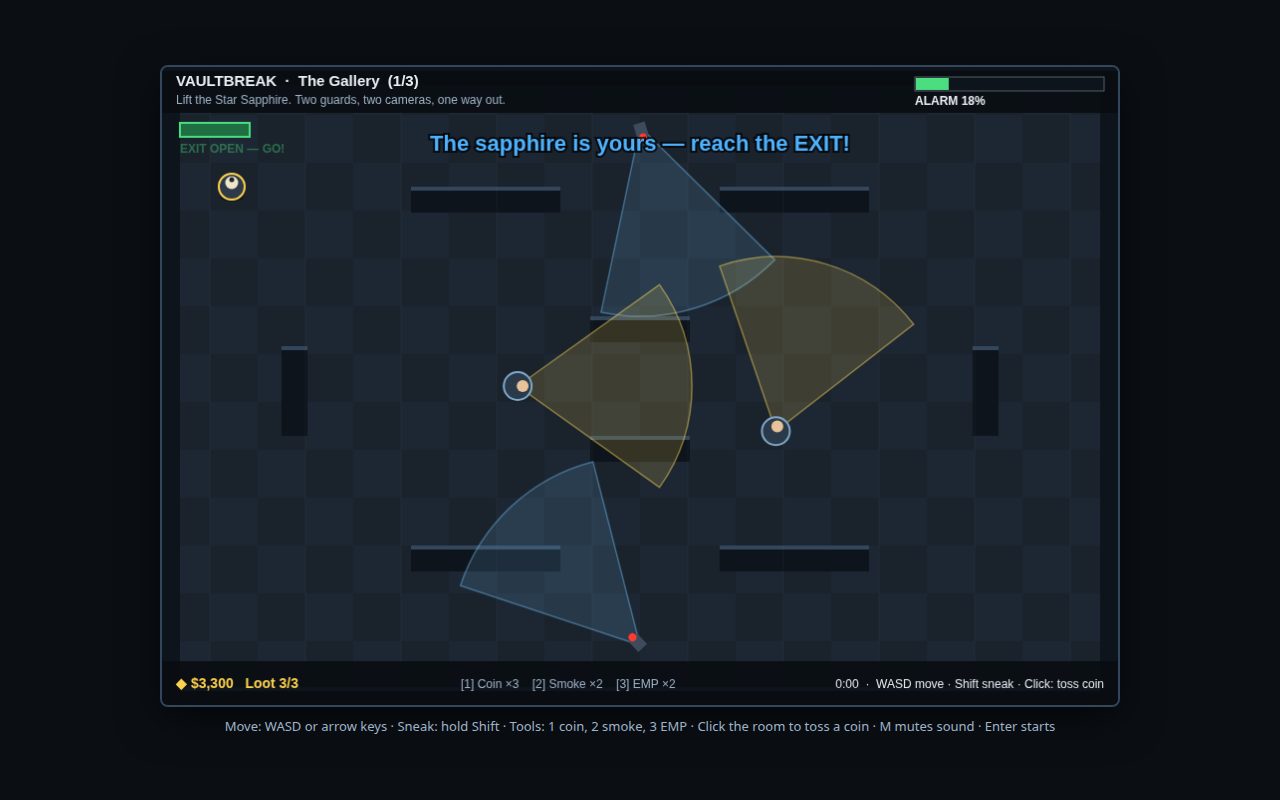 VAULTBREAK · The Gallery (1/3)
Lift the Star Sapphire. Two guards, two cameras, one way out.
ALARM 18%
EXIT OPEN — GO!
The sapphire is yours — reach the EXIT!
◆ $3,300 Loot 3/3
[1] Coin ×3 [2] Smoke ×2 [3] EMP ×2
0:00 · WASD move · Shift sneak · Click: toss coin
Move: WASD or arrow keys · Sneak: hold Shift · Tools: 1 coin, 2 smoke, 3 EMP · Click the room to toss a coin · M mutes sound · Enter starts